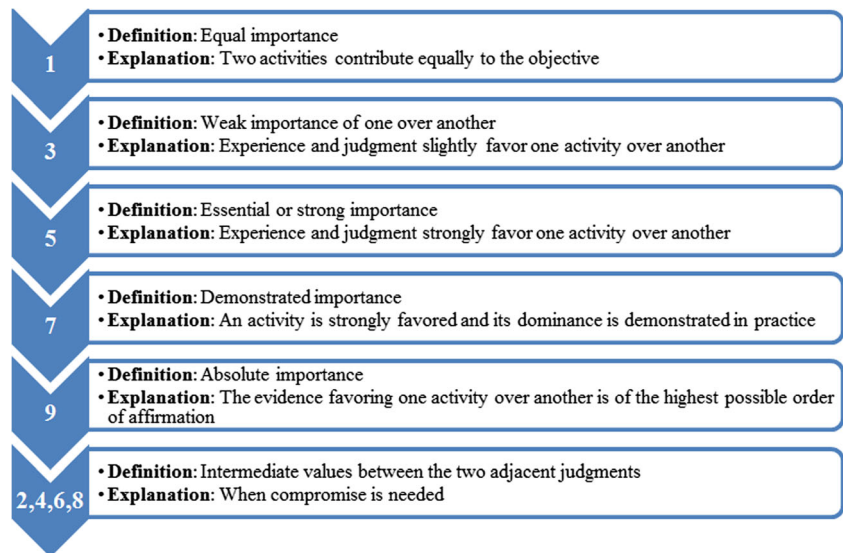 1
• Definition: Equal importance
• Explanation: Two activities contribute equally to the objective
3
• Definition: Weak importance of one over another
• Explanation: Experience and judgment slightly favor one activity over another
5
• Definition: Essential or strong importance
• Explanation: Experience and judgment strongly favor one activity over another
7
• Definition: Demonstrated importance
• Explanation: An activity is strongly favored and its dominance is demonstrated in practice
9
• Definition: Absolute importance
• Explanation: The evidence favoring one activity over another is of the highest possible order
of affirmation
2,4,6,8
• Definition: Intermediate values between the two adjacent judgments
• Explanation: When compromise is needed